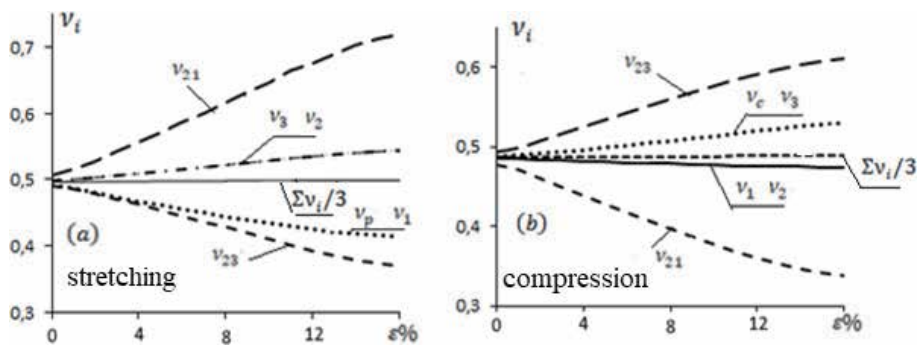 ν_i
0,7
0,6
0,5
0,4
0,3
0
4
8
12
ε%
ν_21
ν_3 ν_2
Σν_i/3
ν_p ν_1
ν_23
(a)
stretching
ν_i
0,6
0,5
0,4
0,3
0
4
8
12
ε%
ν_23
ν_c ν_3
Σν_i/3
ν_1 ν_2
ν_21
(b)
compression